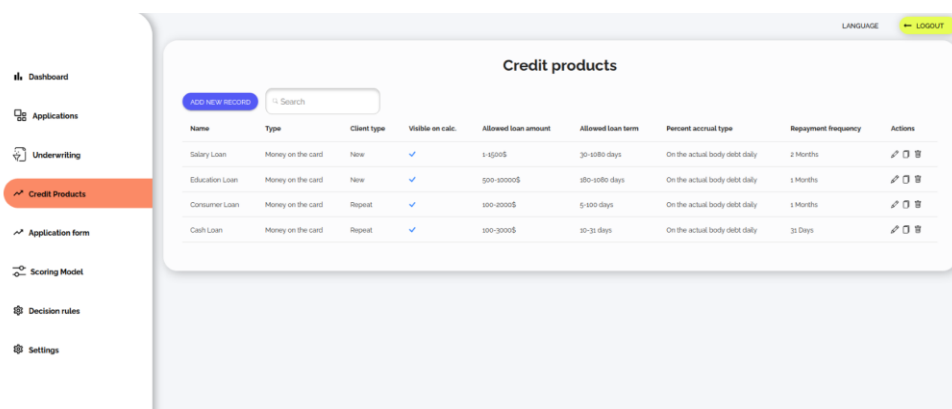 LANGUAGE
LOGOUT
Dashboard
Applications
Underwriting
Credit Products
Application form
Scoring Model
Decision rules
Settings
Credit products
ADD NEW RECORD
Search
Name Type Client type Visible on calc. Allowed loan amount Allowed loan term Percent accrual type Repayment frequency Actions
Salary Loan Money on the card New 1-1500$ 30-1080 days On the actual body debt daily 2 Months
Education Loan Money on the card New 500-10000$ 180-1080 days On the actual body debt daily 1 Months
Consumer Loan Money on the card Repeat 100-2000$ 5-100 days On the actual body debt daily 1 Months
Cash Loan Money on the card Repeat 100-3000$ 10-31 days On the actual body debt daily 31 Days